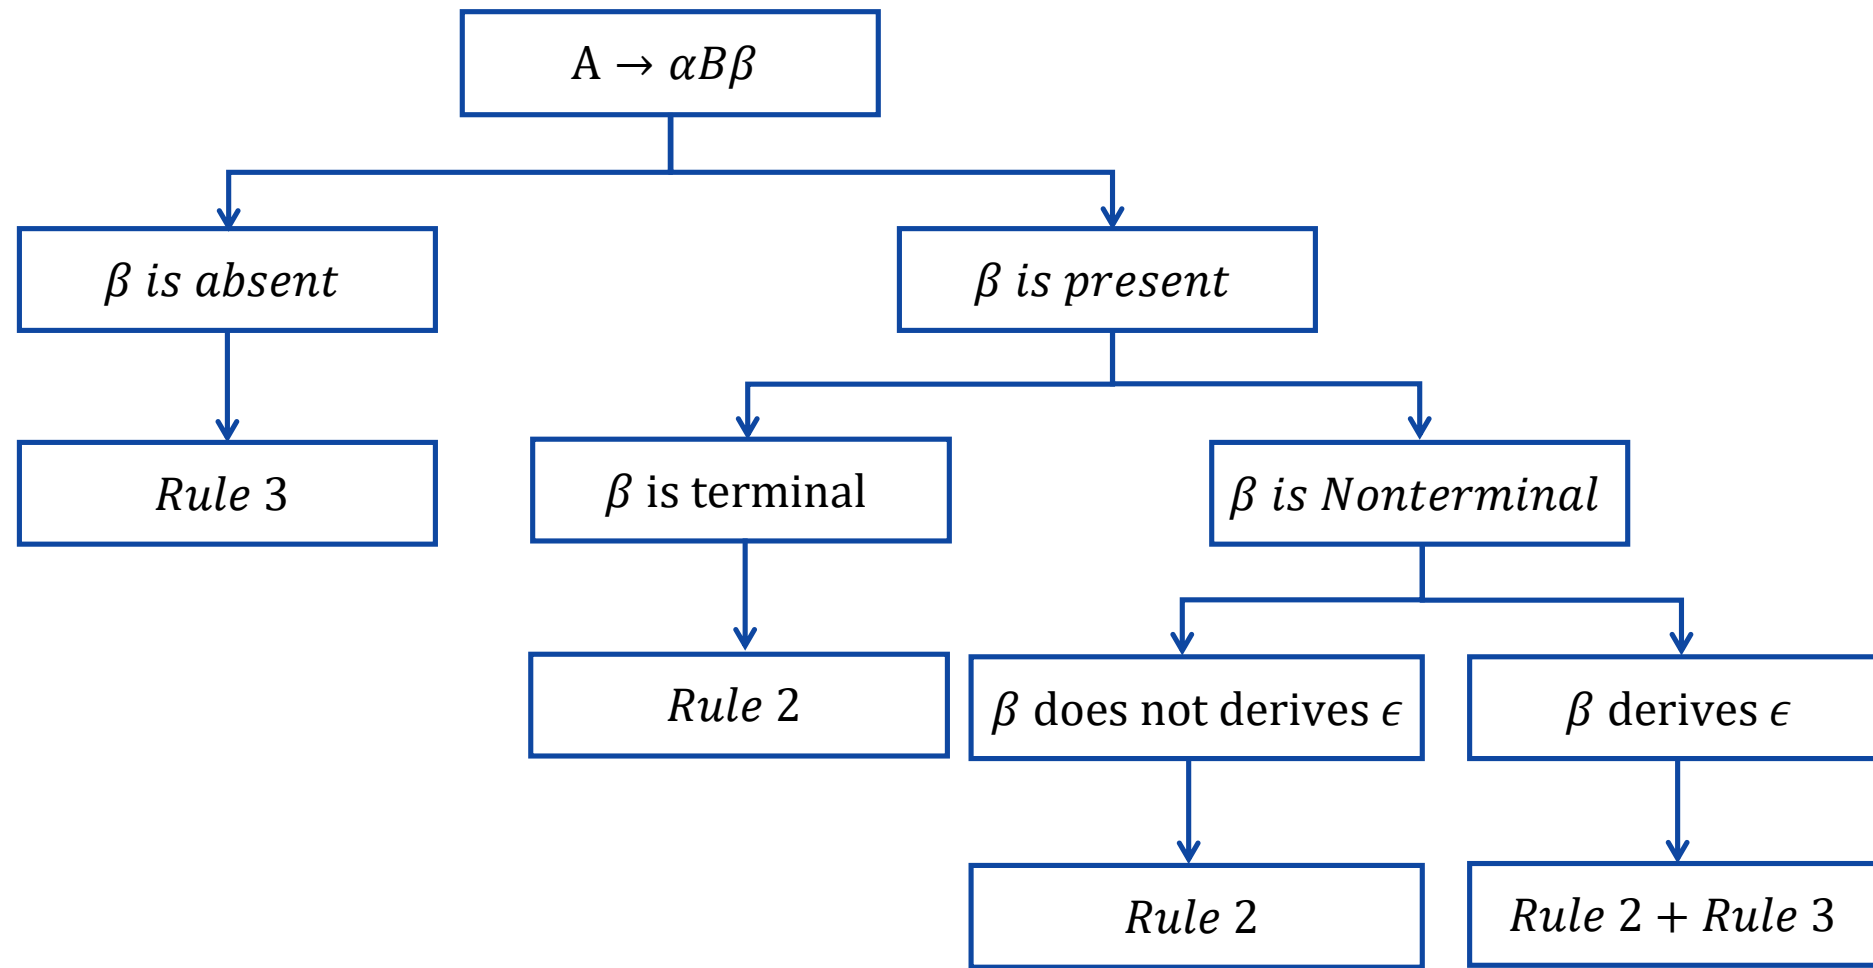 A → αBβ
β is absent
β is present
Rule 3
β is terminal
β is Nonterminal
Rule 2
β does not derives ϵ
β derives ϵ
Rule 2
Rule 2 + Rule 3